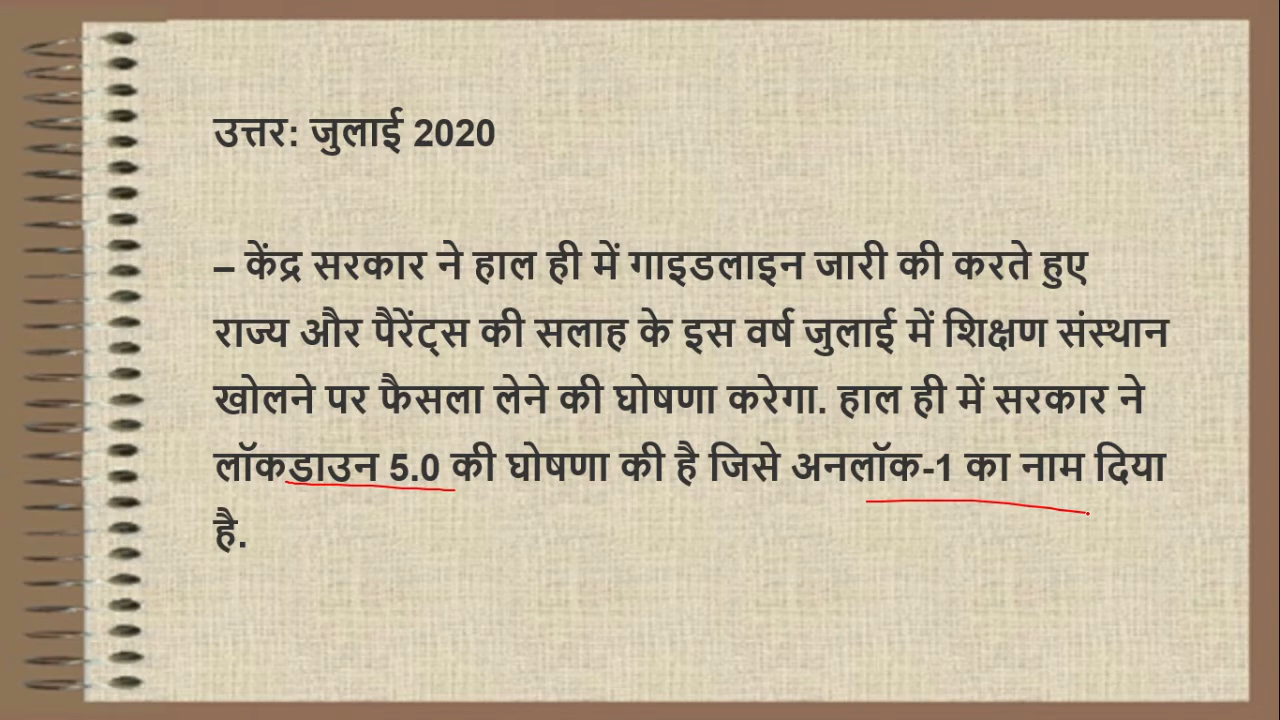 उत्तर: जुलाई 2020
– केंद्र सरकार ने हाल ही में गाइडलाइन जारी की करते हुए
राज्य और पैरेंट्स की सलाह के इस वर्ष जुलाई में शिक्षण संस्थान
खोलने पर फैसला लेने की घोषणा करेगा. हाल ही में सरकार ने
लॉकडाउन 5.0 की घोषणा की है जिसे अनलॉक-1 का नाम दिया
है.